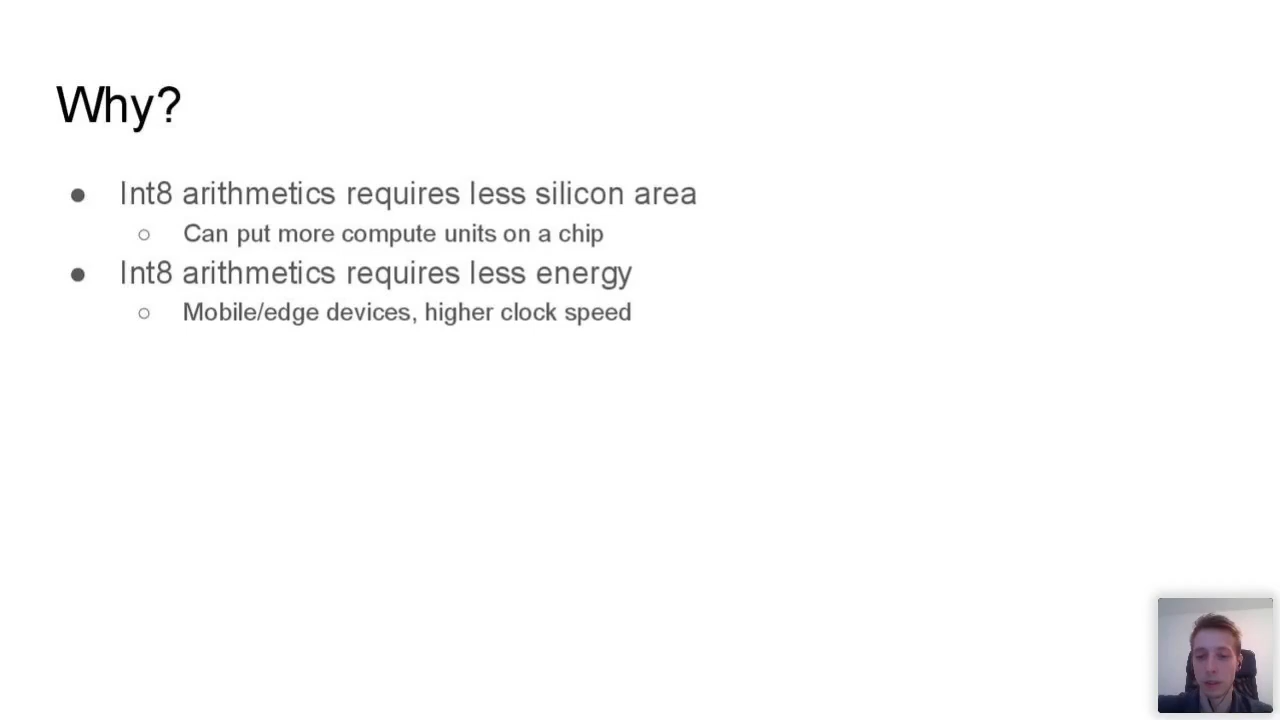 Why?
● Int8 arithmetics requires less silicon area
○ Can put more compute units on a chip
● Int8 arithmetics requires less energy
○ Mobile/edge devices, higher clock speed